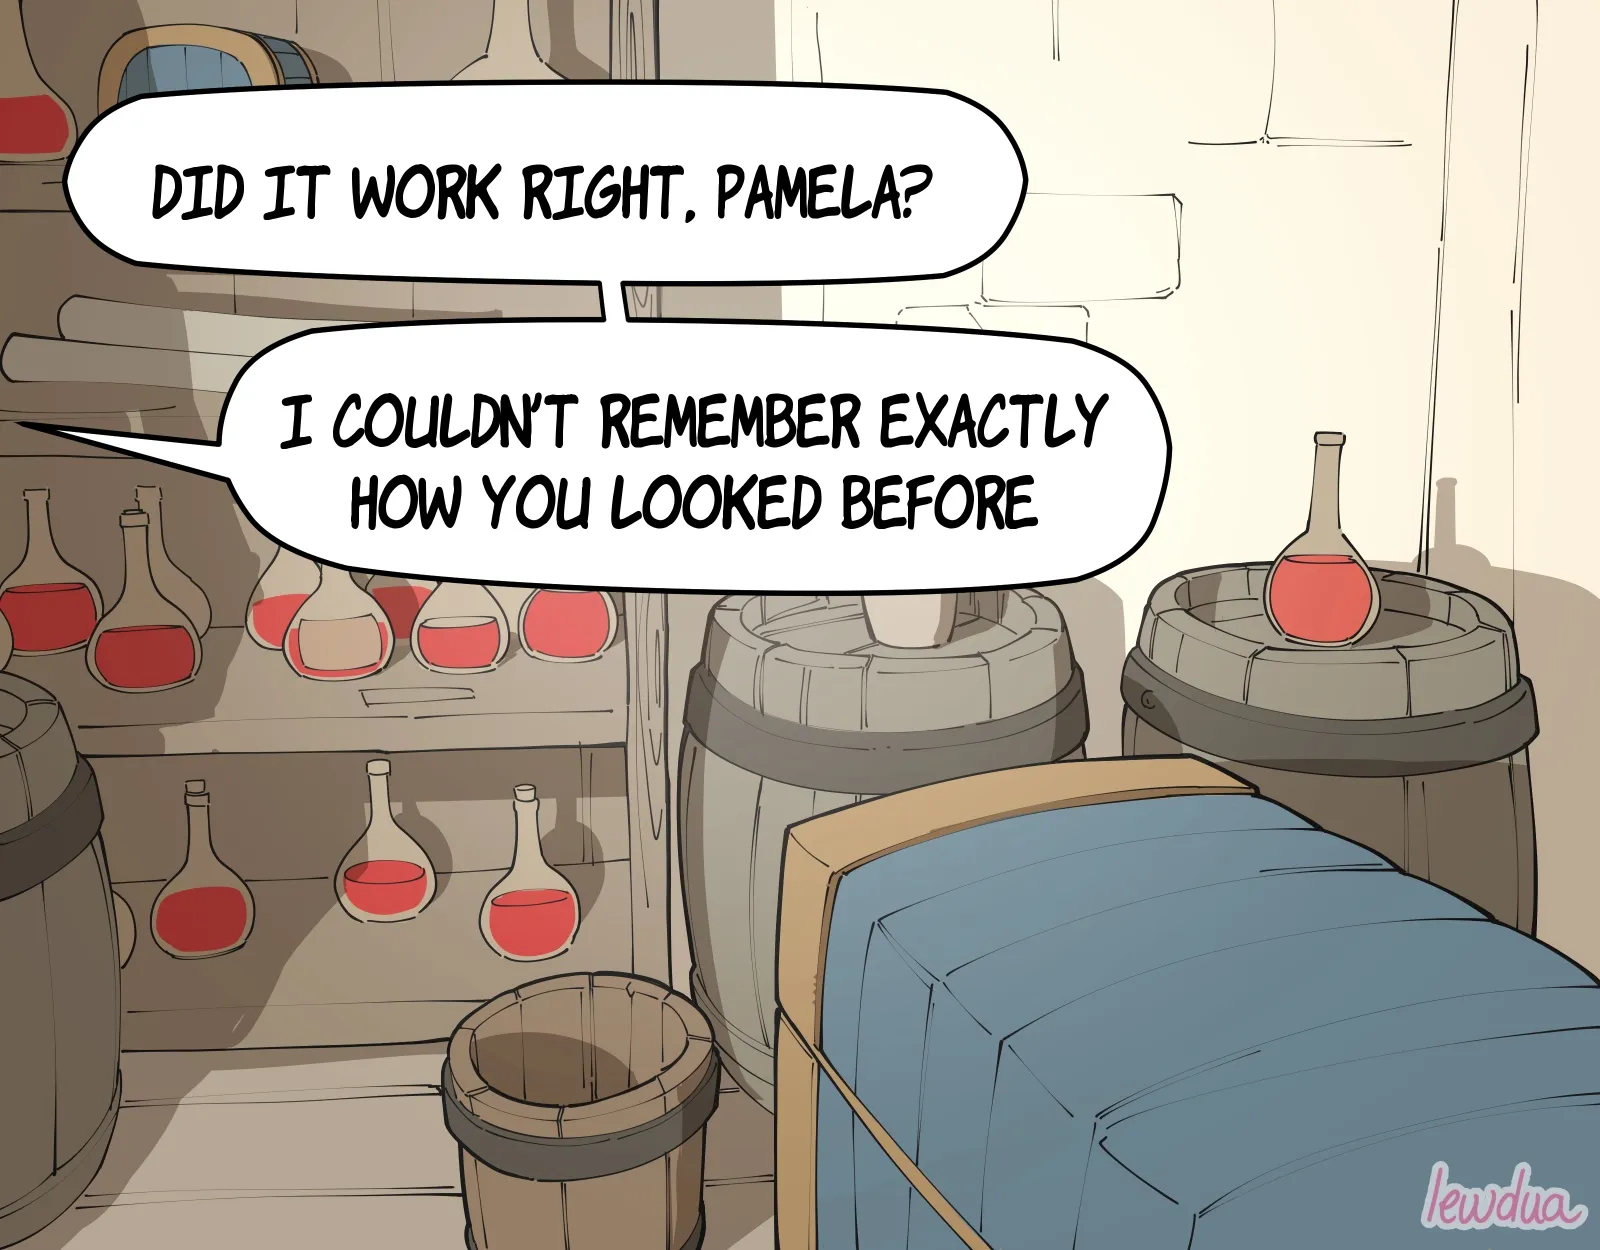 DID IT WORK RIGHT, PAMELA?
I COULDN'T REMEMBER EXACTLY
HOW YOU LOOKED BEFORE
lewdua